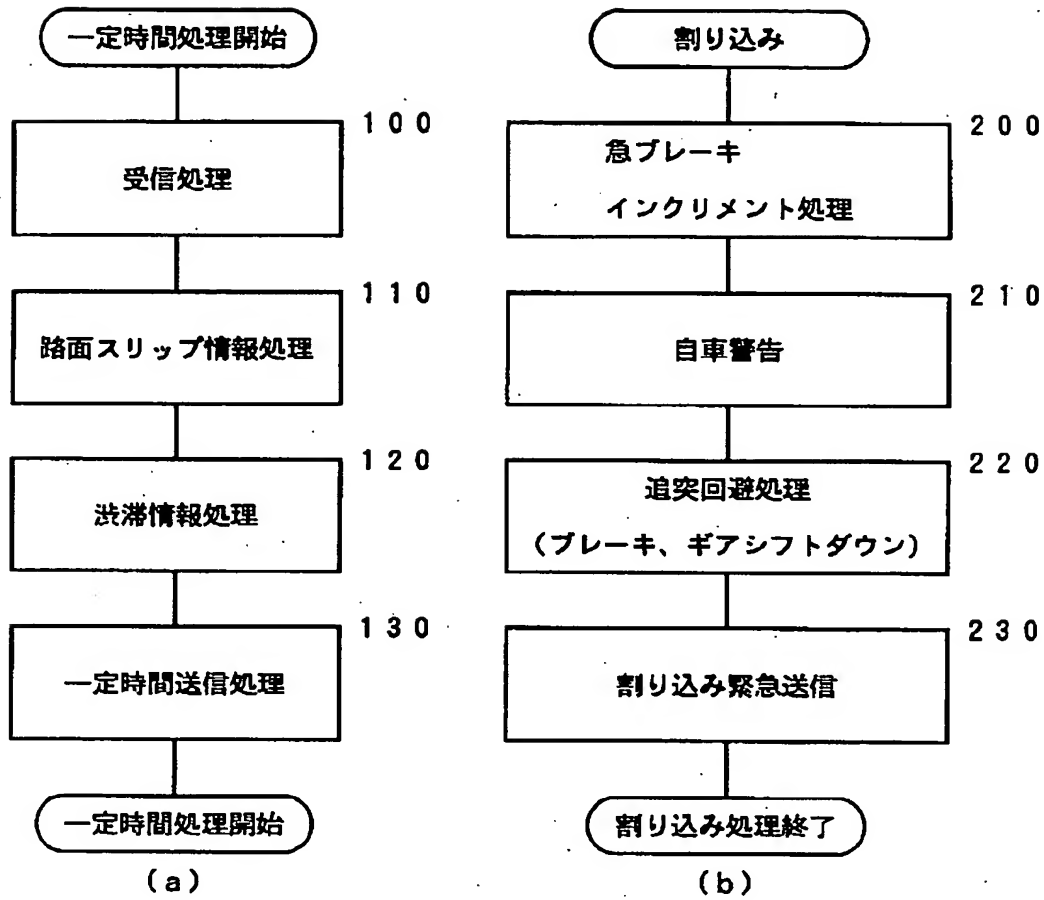 一定時間処理開始
100
受信処理
110
路面スリップ情報処理
120
渋滞情報処理
130
一定時間送信処理
一定時間処理開始
(a)
割り込み
200
急ブレーキ
インクリメント処理
210
自車警告
220
追突回避処理
(ブレーキ、ギアシフトダウン)
230
割り込み緊急送信
割り込み処理終了
(b)